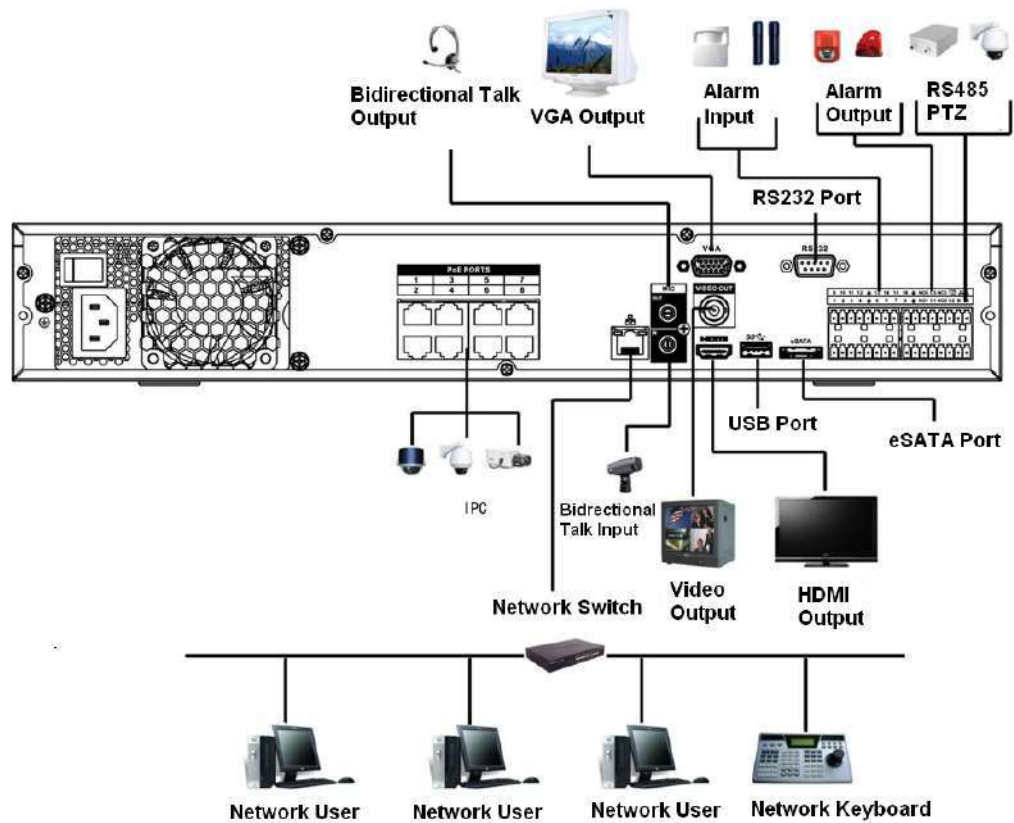 Bidirectional Talk
Output
VGA Output
Alarm
Input
Alarm
Output
RS485
PTZ
RS232 Port
VGA
RS232
PoE PORTS
1 3 5 7
2 4 6 8
OUT
VIDEO OUT
HDMI
eSATA
USB Port
eSATA Port
IPC
Bidrectional
Talk Input
Video
Output
HDMI
Output
Network Switch
Network User
Network User
Network User
Network Keyboard